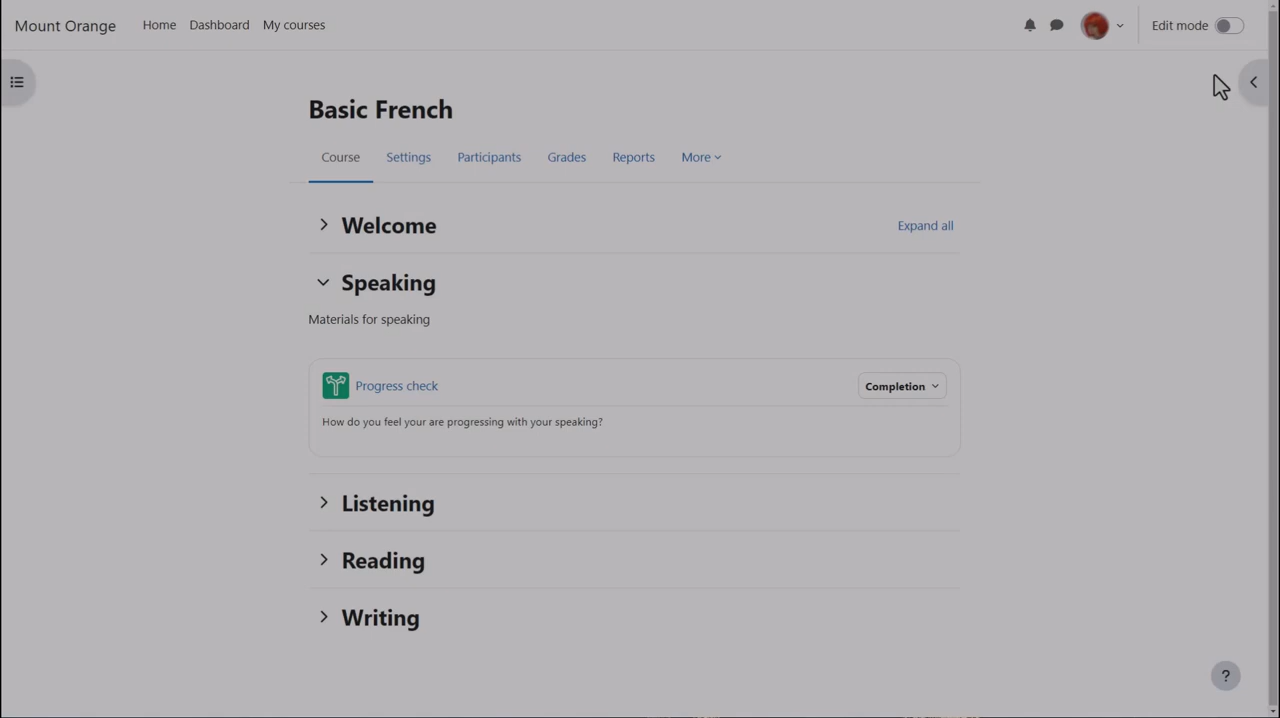 Mount Orange Home Dashboard My courses Edit mode
Basic French
Course Settings Participants Grades Reports More
Welcome Expand all
Speaking
Materials for speaking
Progress check Completion
How do you feel your are progressing with your speaking?
Listening
Reading
Writing
?